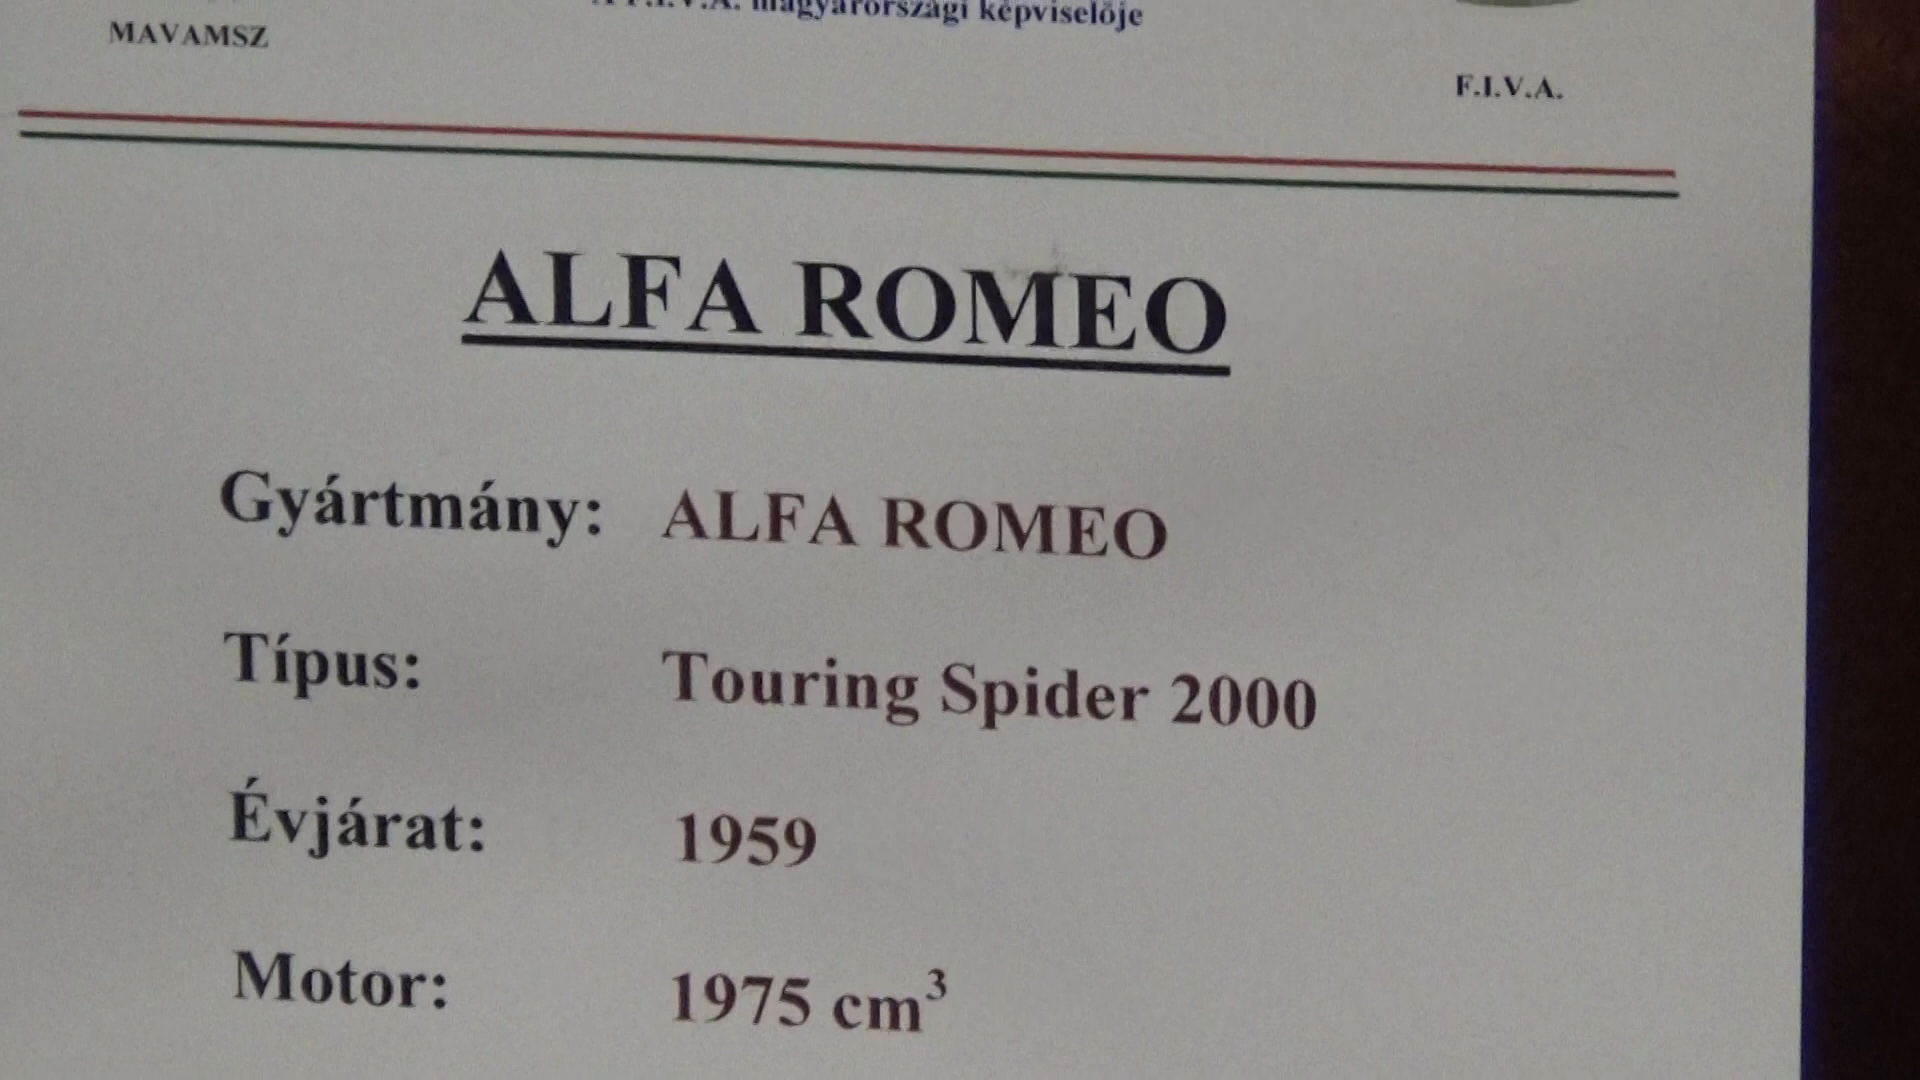 A F.I.V.A. magyarországi képviselője
MAVAMSZ
F.I.V.A.
ALFA ROMEO
Gyártmány: ALFA ROMEO
Típus: Touring Spider 2000
Évjárat: 1959
Motor: 1975 cm³